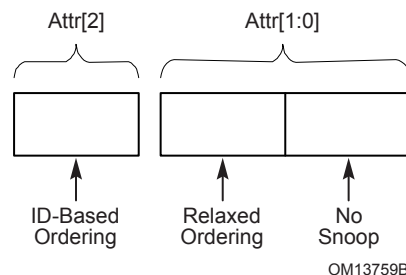 Attr[2] Attr[1:0]
ID-Based Relaxed No
Ordering Ordering Snoop
OM13759B